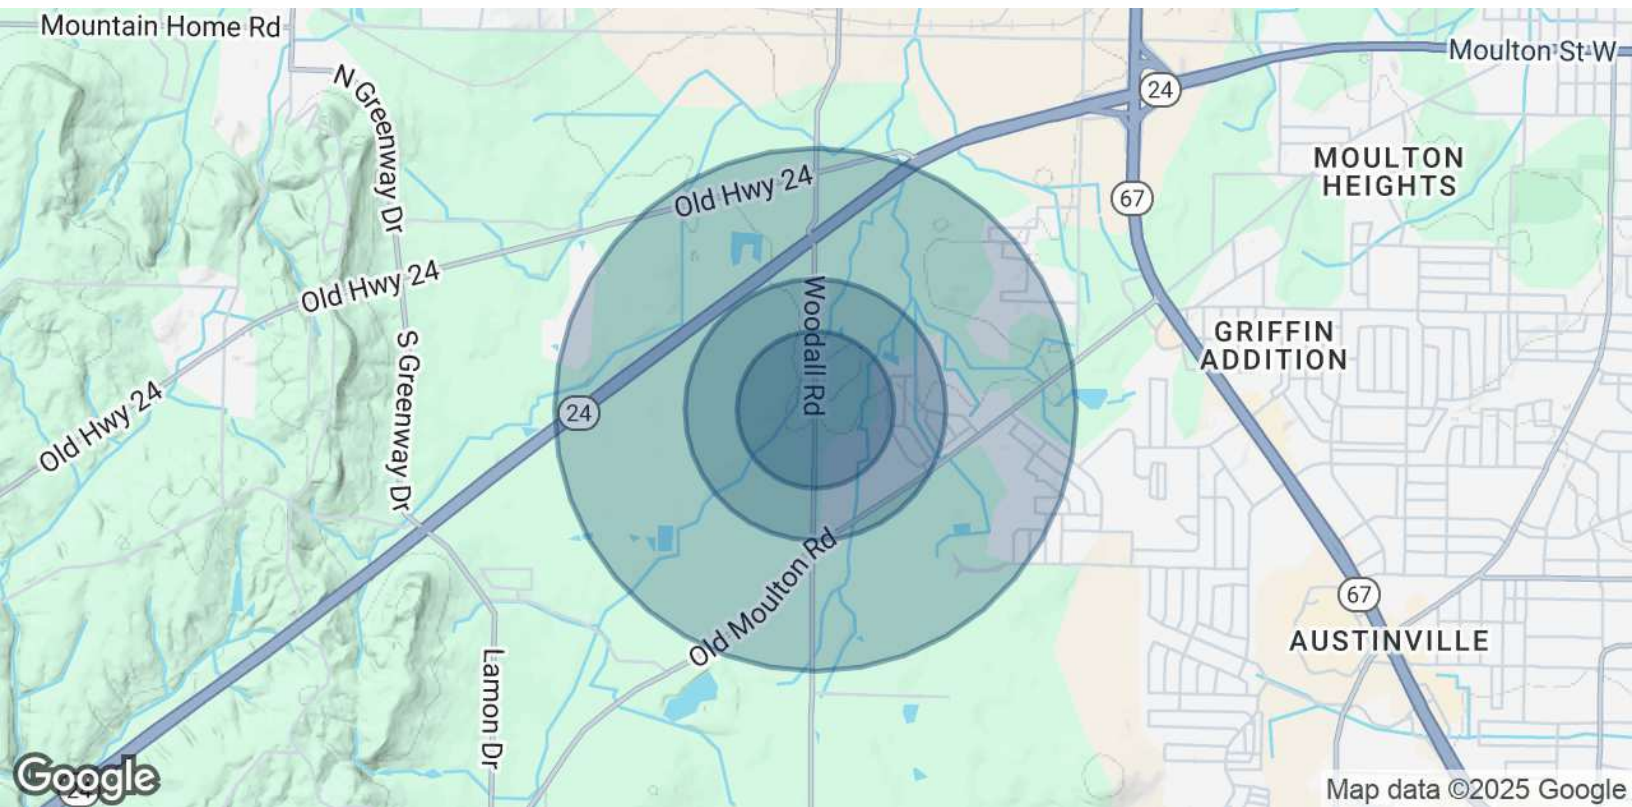 Mountain Home Rd
Moulton St W
N Greenway Dr
24
MOULTON
HEIGHTS
Old Hwy 24
67
Old Hwy 24
Woodall Rd
GRIFFIN
ADDITION
S Greenway Dr
Old Hwy 24
24
67
Old Moulton Rd
AUSTINVILLE
Lamon Dr
Google
24
Map data ©2025 Google